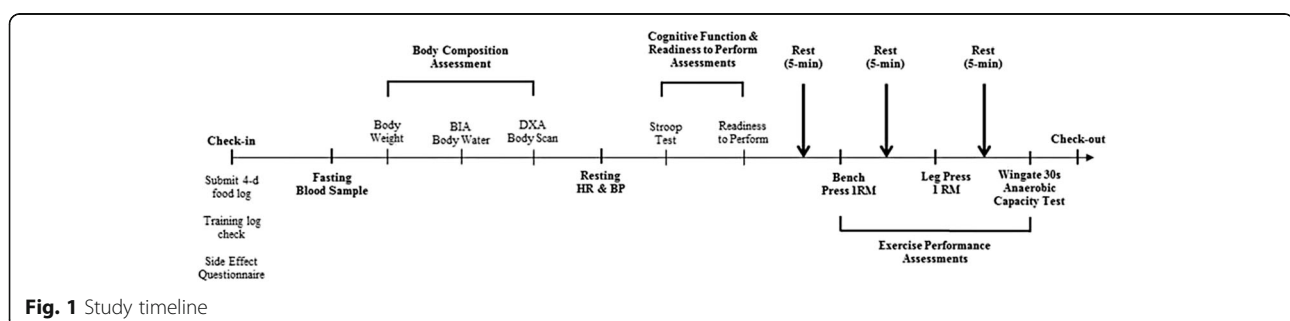 Cognitive Function &
Readiness to Perform
Assessments
Body Composition
Assessment
Rest
(5-min)
Rest
(5-min)
Rest
(5-min)
Check-in
Body
Weight
BIA
Body Water
DXA
Body Scan
Stroop
Test
Readiness
to Perform
Check-out
Submit 4-d
food log
Training log
check
Side Effect
Questionnaire
Fasting
Blood Sample
Resting
HR & BP
Bench
Press 1RM
Leg Press
1 RM
Wingate 30s
Anaerobic
Capacity Test
Exercise Performance
Assessments
Fig. 1 Study timeline